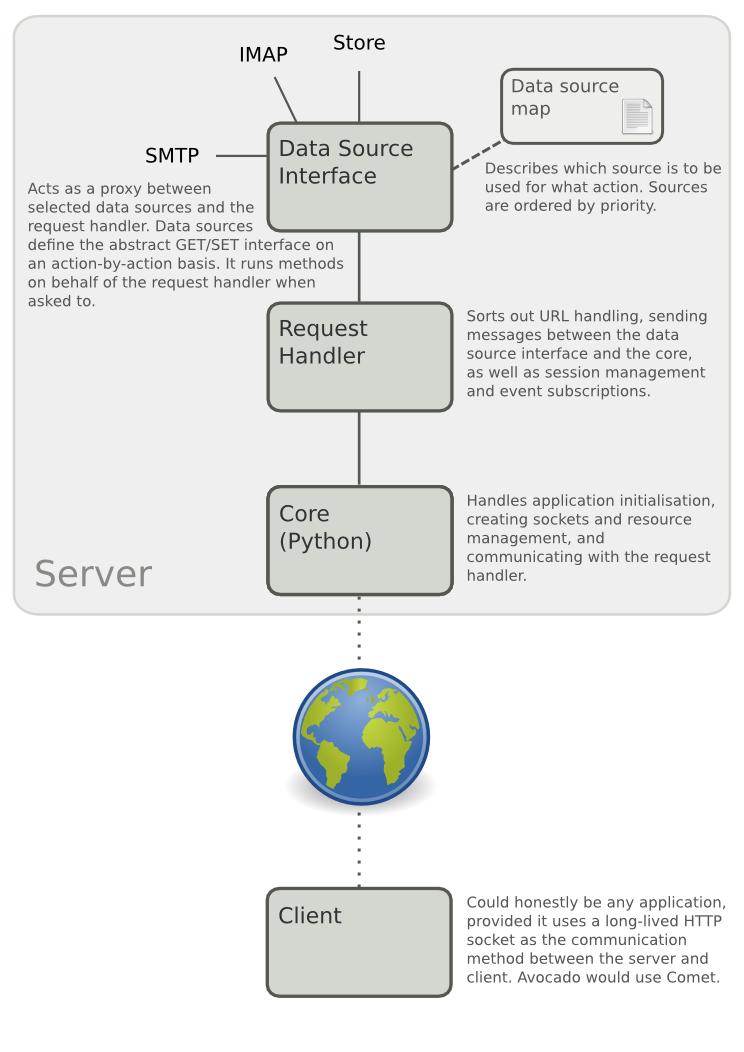 Store
IMAP
Data source
map
SMTP
Data Source
Interface
Describes which source is to be
used for what action. Sources
are ordered by priority.
Acts as a proxy between
selected data sources and the
request handler. Data sources
define the abstract GET/SET interface on
an action-by-action basis. It runs methods
on behalf of the request handler when
asked to.
Request
Handler
Sorts out URL handling, sending
messages between the data
source interface and the core,
as well as session management
and event subscriptions.
Core
(Python)
Handles application initialisation,
creating sockets and resource
management, and
communicating with the request
handler.
Server
Client
Could honestly be any application,
provided it uses a long-lived HTTP
socket as the communication
method between the server and
client. Avocado would use Comet.